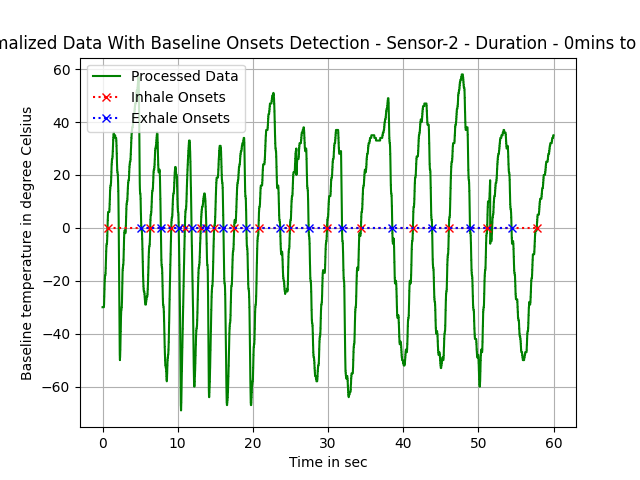 malized Data With Baseline Onsets Detection - Sensor-2 - Duration - 0mins to
Processed Data
Inhale Onsets
Exhale Onsets
Baseline temperature in degree Celsius
60
40
20
0
−20
−40
−60
0 10 20 30 40 50 60
Time in sec